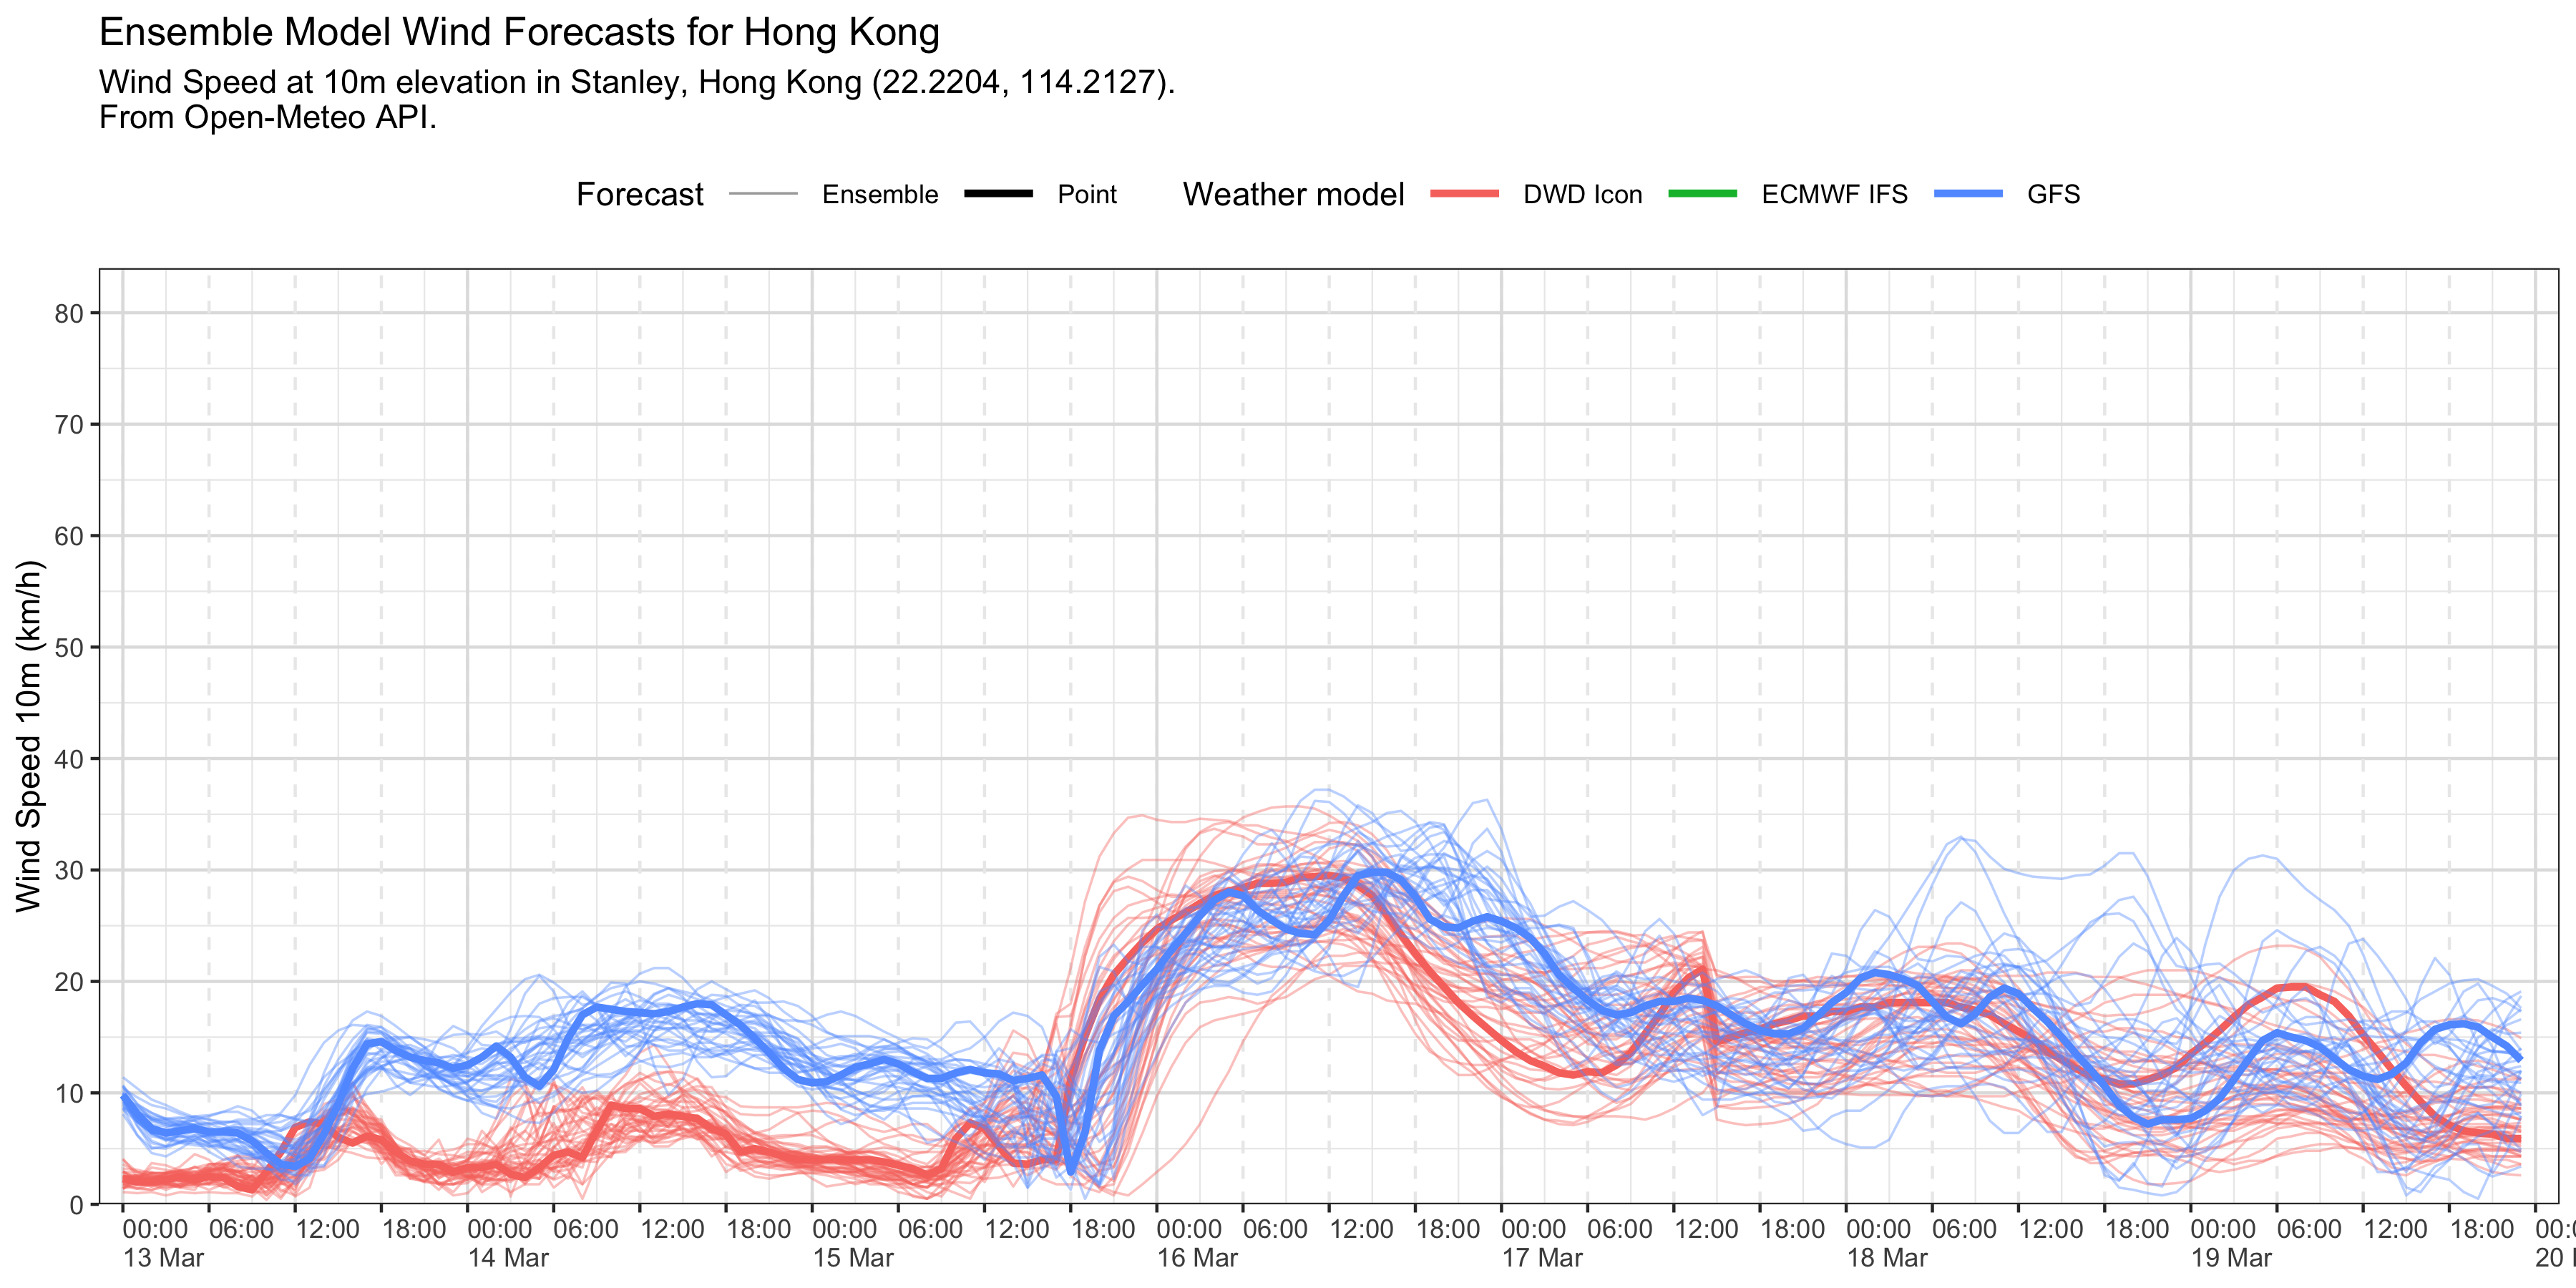 Ensemble Model Wind Forecasts for Hong Kong
Wind Speed at 10m elevation in Stanley, Hong Kong (22.2204, 114.2127).
From Open-Meteo API.
Forecast Ensemble Point Weather model DWD Icon ECMWF IFS GFS
Wind Speed 10m (km/h)
80
70
60
50
40
30
20
10
0
00:00 06:00 12:00 18:00 00:00 06:00 12:00 18:00 00:00 06:00 12:00 18:00 00:00 06:00 12:00 18:00 00:00 06:00 12:00 18:00 00:00 06:00 12:00 18:00 00:00 06:00 12:00 18:00 00:0
13 Mar 14 Mar 15 Mar 16 Mar 17 Mar 18 Mar 19 Mar 20